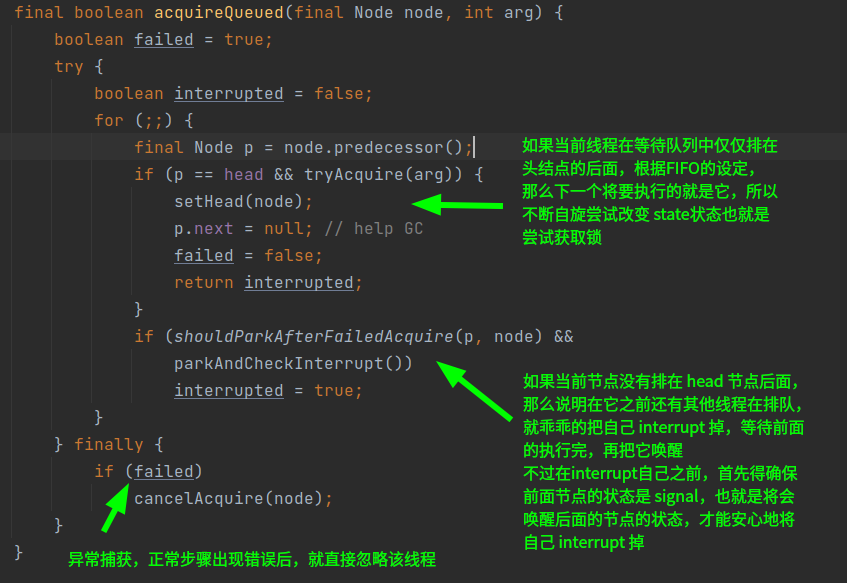 final boolean acquireQueued(final Node node, int arg) {
boolean failed = true;
try {
boolean interrupted = false;
for (;;) {
final Node p = node.predecessor();
if (p == head && tryAcquire(arg)) {
setHead(node);
p.next = null; // help GC
failed = false;
return interrupted;
}
if (shouldParkAfterFailedAcquire(p, node) &&
parkAndCheckInterrupt())
interrupted = true;
}
} finally {
if (failed)
cancelAcquire(node);
}
}
如果当前线程在等待队列中仅仅排在
头结点的后面，根据FIFO的设定，
那么下一个将要执行的就是它，所以
不断自旋尝试改变 state状态也就是
尝试获取锁
如果当前节点没有排在 head 节点后面，
那么说明在它之前还有其他线程在排队，
就乖乖的把自己 interrupt 掉，等待前面
的执行完，再把它唤醒
不过在interrupt自己之前，首先得确保
前面节点的状态是 signal，也就是将会
唤醒后面的节点的状态，才能安心地将
自己 interrupt 掉
异常捕获，正常步骤出现错误后，就直接忽略该线程